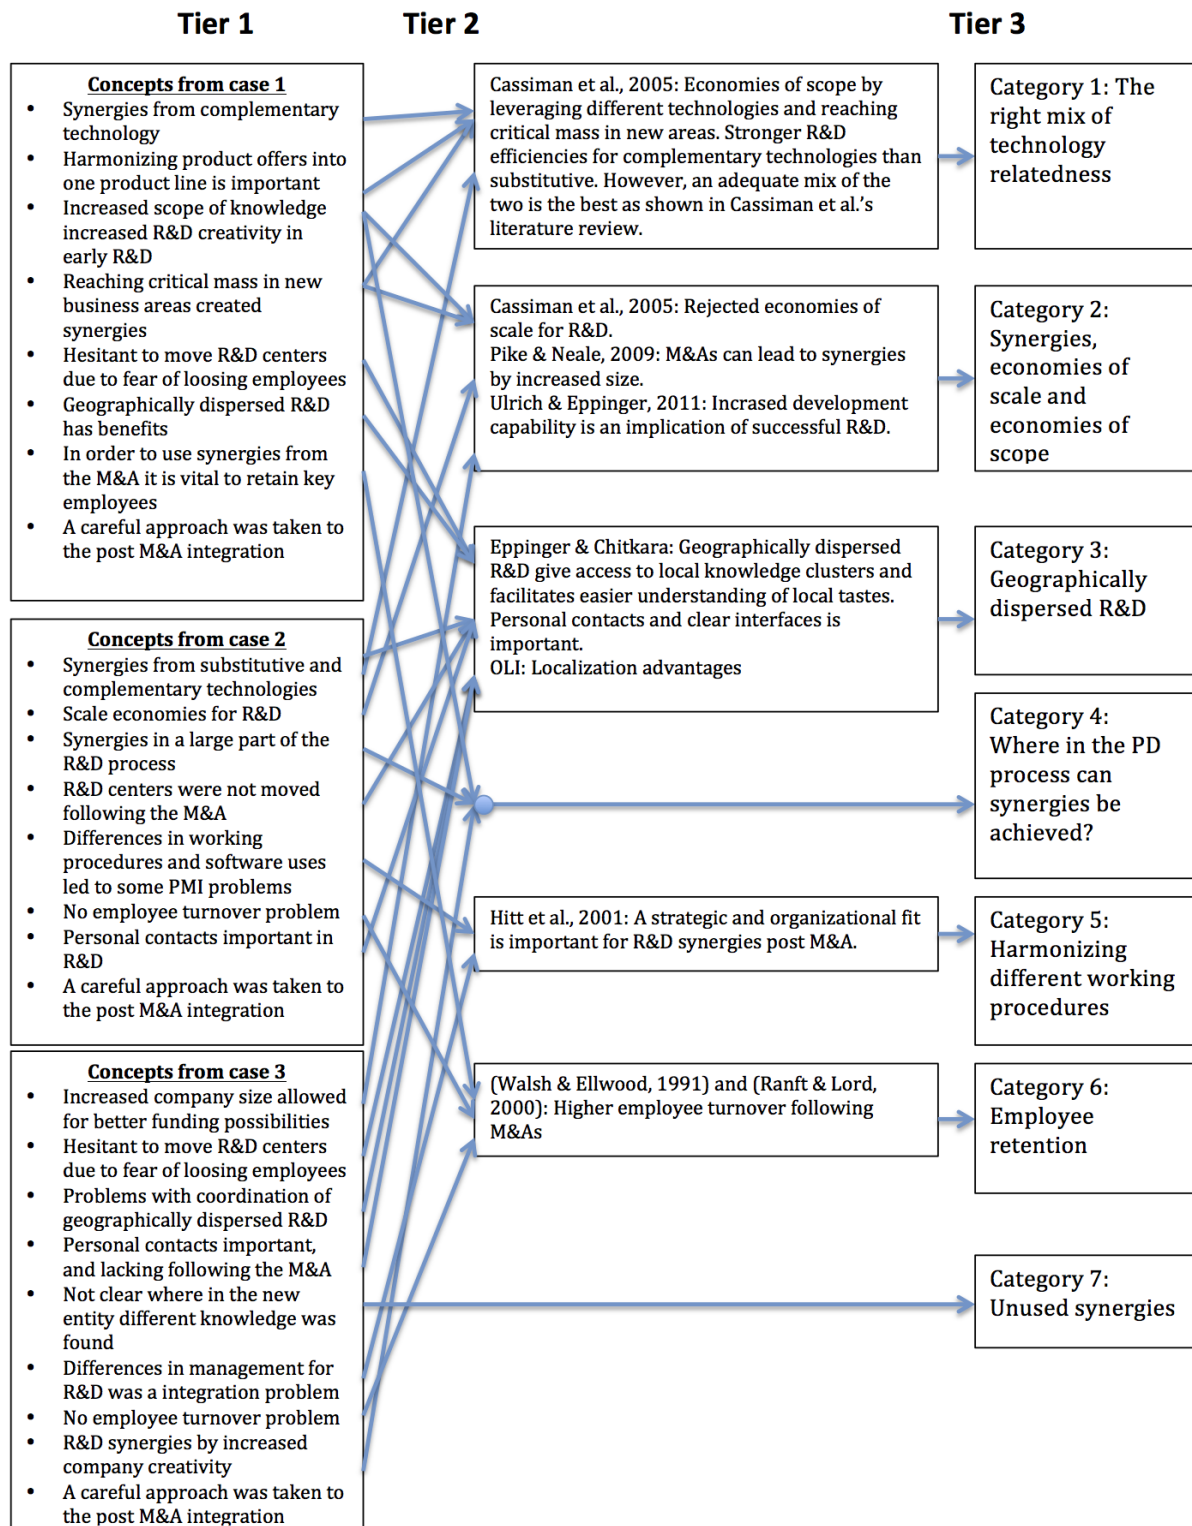 Tier 1
Tier 2
Tier 3
Concepts from case 1
• Synergies from complementary
technology
• Harmonizing product offers into
one product line is important
• Increased scope of knowledge
increased R&D creativity in
early R&D
• Reaching critical mass in new
business areas created
synergies
• Hesitant to move R&D centers
due to fear of loosing employees
• Geographically dispersed R&D
has benefits
• In order to use synergies from
the M&A it is vital to retain key
employees
• A careful approach was taken to
the post M&A integration
Concepts from case 2
• Synergies from substitutive and
complementary technologies
• Scale economies for R&D
• Synergies in a large part of the
R&D process
• R&D centers were not moved
following the M&A
• Differences in working
procedures and software uses
led to some PMI problems
• No employee turnover problem
• Personal contacts important in
R&D
• A careful approach was taken to
the post M&A integration
Concepts from case 3
• Increased company size allowed
for better funding possibilities
• Hesitant to move R&D centers
due to fear of loosing employees
• Problems with coordination of
geographically dispersed R&D
• Personal contacts important,
and lacking following the M&A
• Not clear where in the new
entity different knowledge was
found
• Differences in management for
R&D was a integration problem
• No employee turnover problem
• R&D synergies by increased
company creativity
• A careful approach was taken to
the post M&A integration
Cassiman et al., 2005: Economies of scope by
leveraging different technologies and reaching
critical mass in new areas. Stronger R&D
efficiencies for complementary technologies than
substitutive. However, an adequate mix of the
two is the best as shown in Cassiman et al.’s
literature review.
Cassiman et al., 2005: Rejected economies of
scale for R&D.
Pike & Neale, 2009: M&As can lead to synergies
by increased size.
Ulrich & Eppinger, 2011: Incrased development
capability is an implication of successful R&D.
Eppinger & Chitkara: Geographically dispersed
R&D give access to local knowledge clusters and
facilitates easier understanding of local tastes.
Personal contacts and clear interfaces is
important.
OLI: Localization advantages
Hitt et al., 2001: A strategic and organizational fit
is important for R&D synergies post M&A.
(Walsh & Ellwood, 1991) and (Ranft & Lord,
2000): Higher employee turnover following
M&As
Category 1: The
right mix of
technology
relatedness
Category 2:
Synergies,
economies of
scale and
economies of
scope
Category 3:
Geographically
dispersed R&D
Category 4:
Where in the PD
process can
synergies be
achieved?
Category 5:
Harmonizing
different working
procedures
Category 6:
Employee
retention
Category 7:
Unused synergies